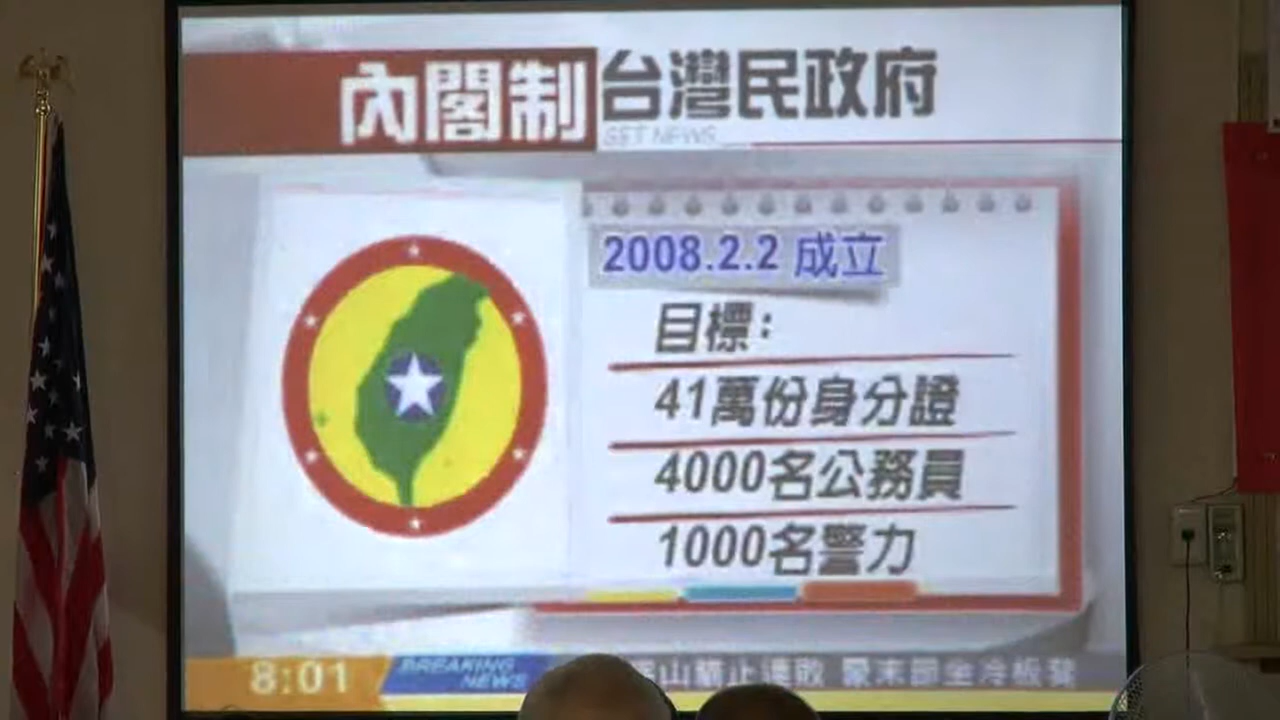 內閣制 台灣民政府
GET NEWS
2008.2.2 成立
目標：
41萬份身分證
4000名公務員
1000名警力
8:01
BREAKING NEWS